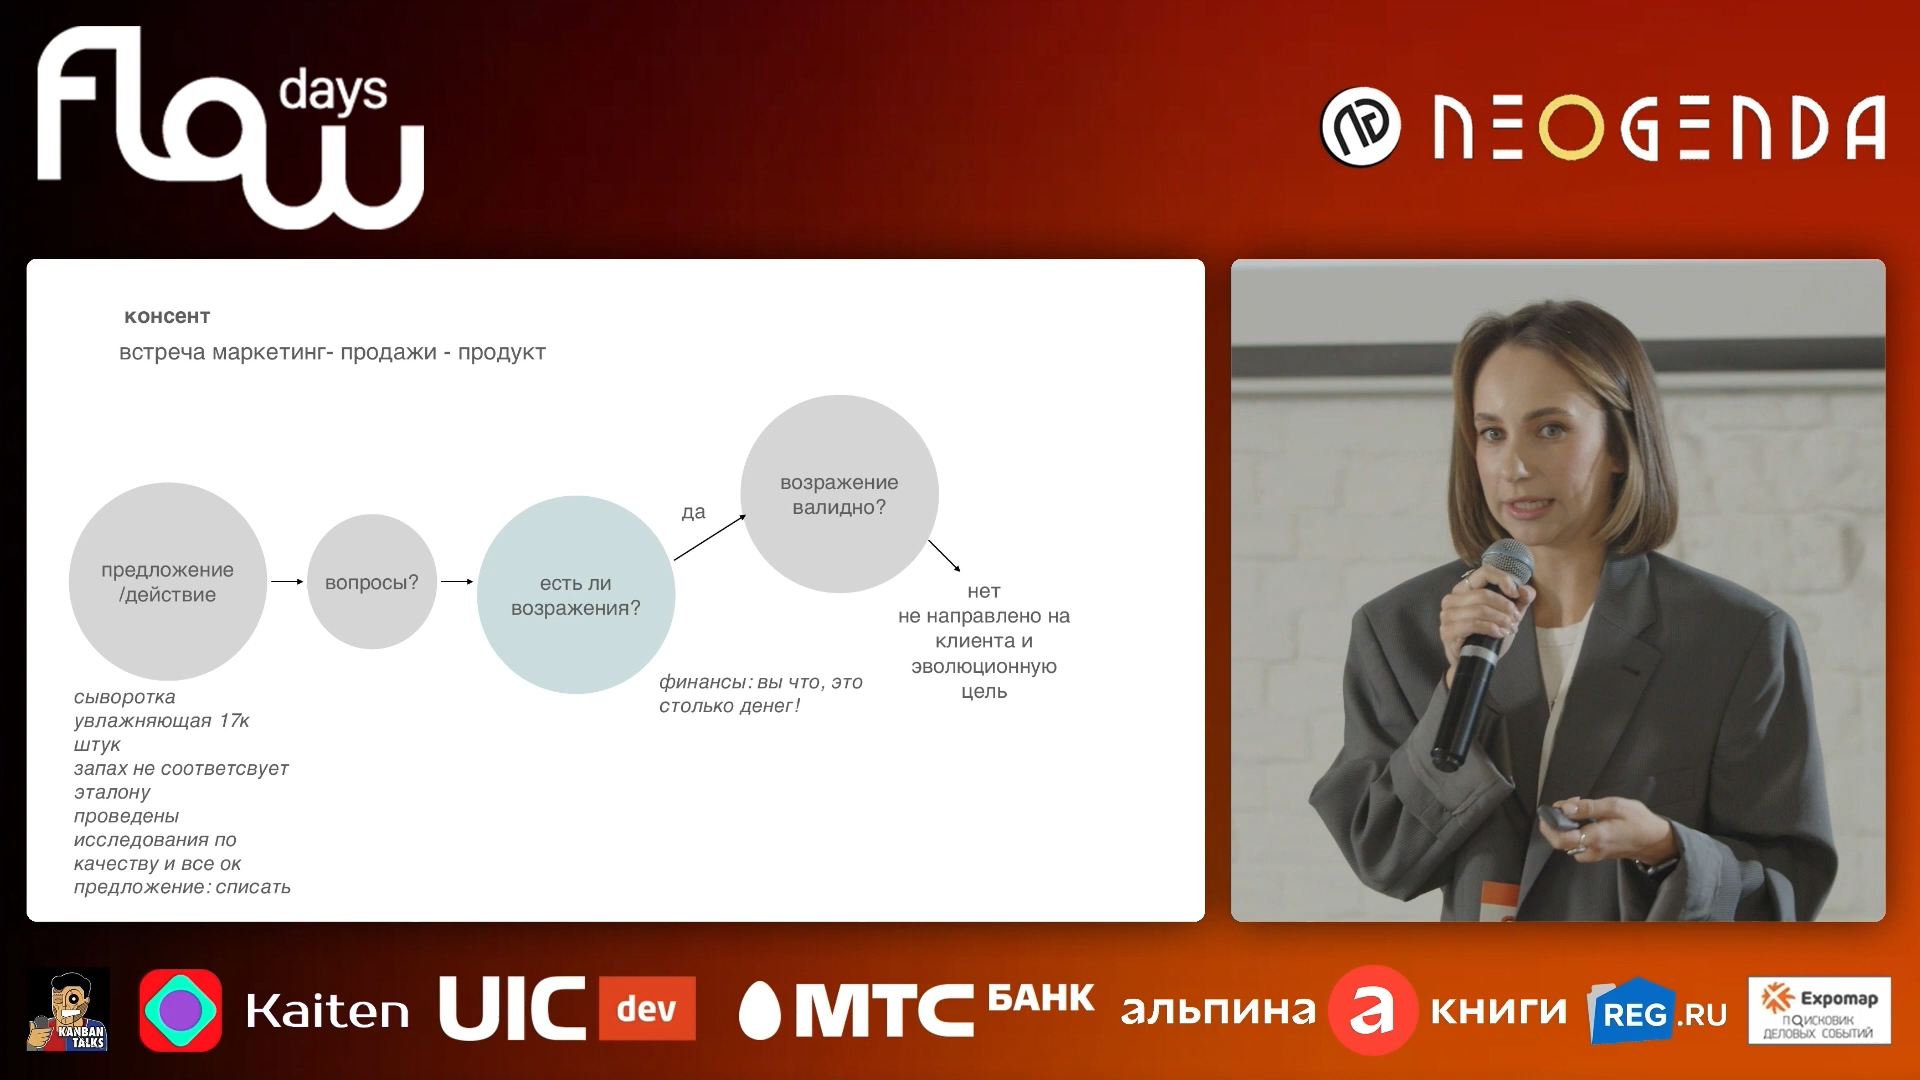 flow
days
NEOGENDA
консент
встреча маркетинг- продажи - продукт
предложение
/действие
вопросы?
есть ли
возражения?
да
возражение
валидно?
нет
не направлено на
клиента и
эволюционную
цель
финансы: вы что, это
столько денег!
сыворотка
увлажняющая 17к
штук
запах не соответсвует
эталону
проведены
исследования по
качеству и все ок
предложение: списать
KANBAN
TALKS
Kaiten
UIC dev
МТС БАНК
альпина а книги
REG.RU
Expomap
ПОИСКОВИК
ДЕЛОВЫХ СОБЫТИЙ